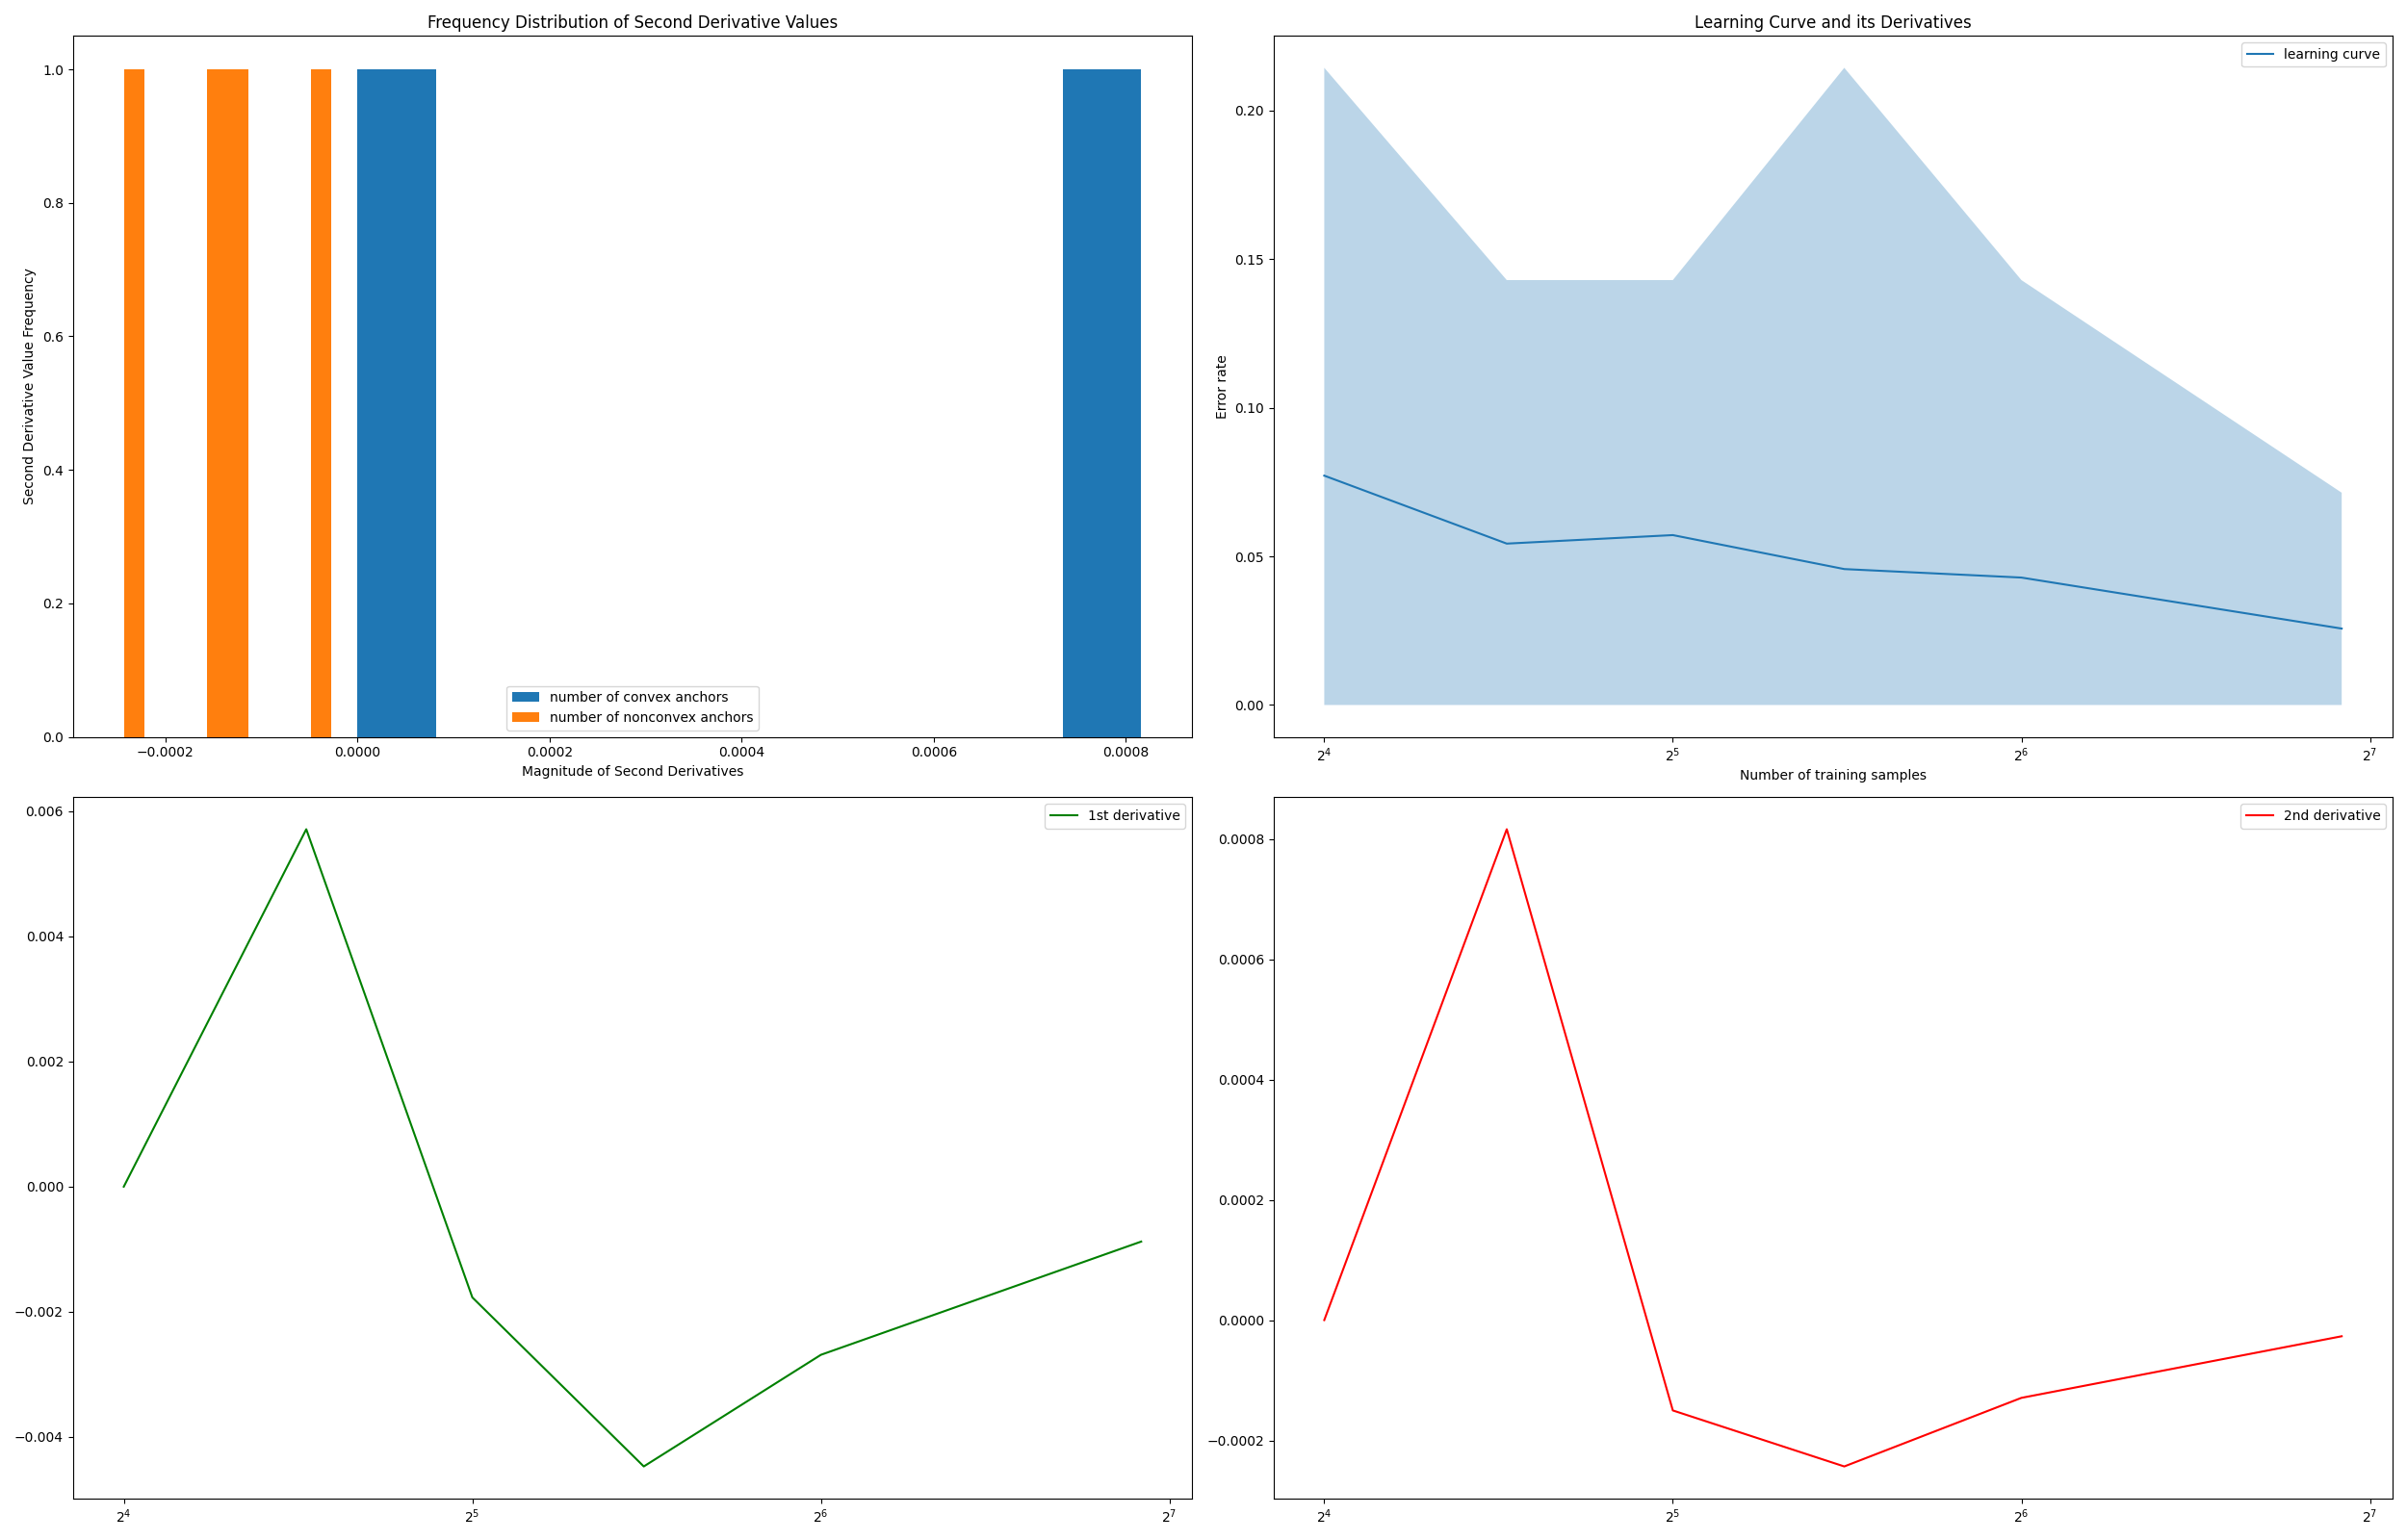 Frequency Distribution of Second Derivative Values
Second Derivative Value Frequency
1.0
0.8
0.6
0.4
0.2
0.0
number of convex anchors
number of nonconvex anchors
−0.0002 0.0000 0.0002 0.0004 0.0006 0.0008
Magnitude of Second Derivatives
Learning Curve and its Derivatives
learning curve
Error rate
0.20
0.15
0.10
0.05
0.00
2⁴ 2⁵ 2⁶ 2⁷
Number of training samples
1st derivative
0.006
0.004
0.002
0.000
−0.002
−0.004
2⁴ 2⁵ 2⁶ 2⁷
2nd derivative
0.0008
0.0006
0.0004
0.0002
0.0000
−0.0002
2⁴ 2⁵ 2⁶ 2⁷